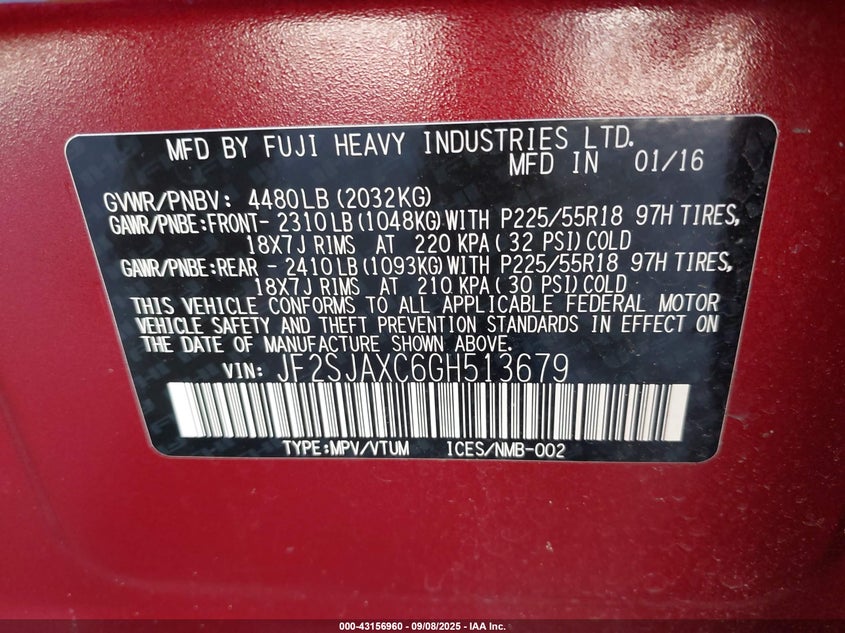 MFD BY FUJI HEAVY INDUSTRIES LTD.
MFD IN 01/16
GVWR/PNBV: 4480LB(2032KG)
GAWR/PNBE:FRONT- 2310LB(1048KG)WITH P225/55R18 97H TIRES,
18X7J RIMS AT 220 KPA(32 PSI)COLD
GAWR/PNBE:REAR - 2410LB(1093KG)WITH P225/55R18 97H TIRES,
18X7J RIMS AT 210 KPA(30 PSI)COLD
THIS VEHICLE CONFORMS TO ALL APPLICABLE FEDERAL MOTOR
VEHICLE SAFETY AND THEFT PREVENTION STANDARDS IN EFFECT ON
THE DATE OF MANUFACTURE SHOWN ABOVE.
VIN: JF2SJAXC6GH513679
TYPE:MPV/VTUM ICES/NMB-002
000-43156960 - 09/08/2025 - IAA Inc.